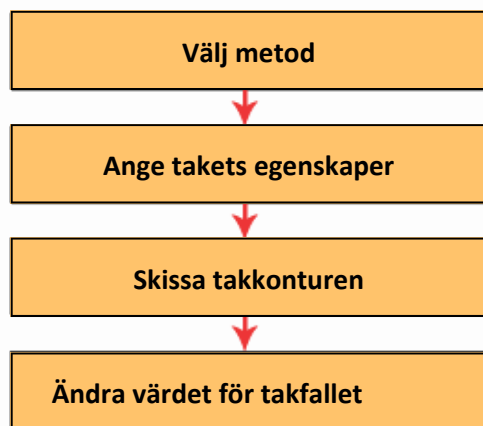 Välj metod
Ange takets egenskaper
Skissa takkonturen
Ändra värdet för takfallet